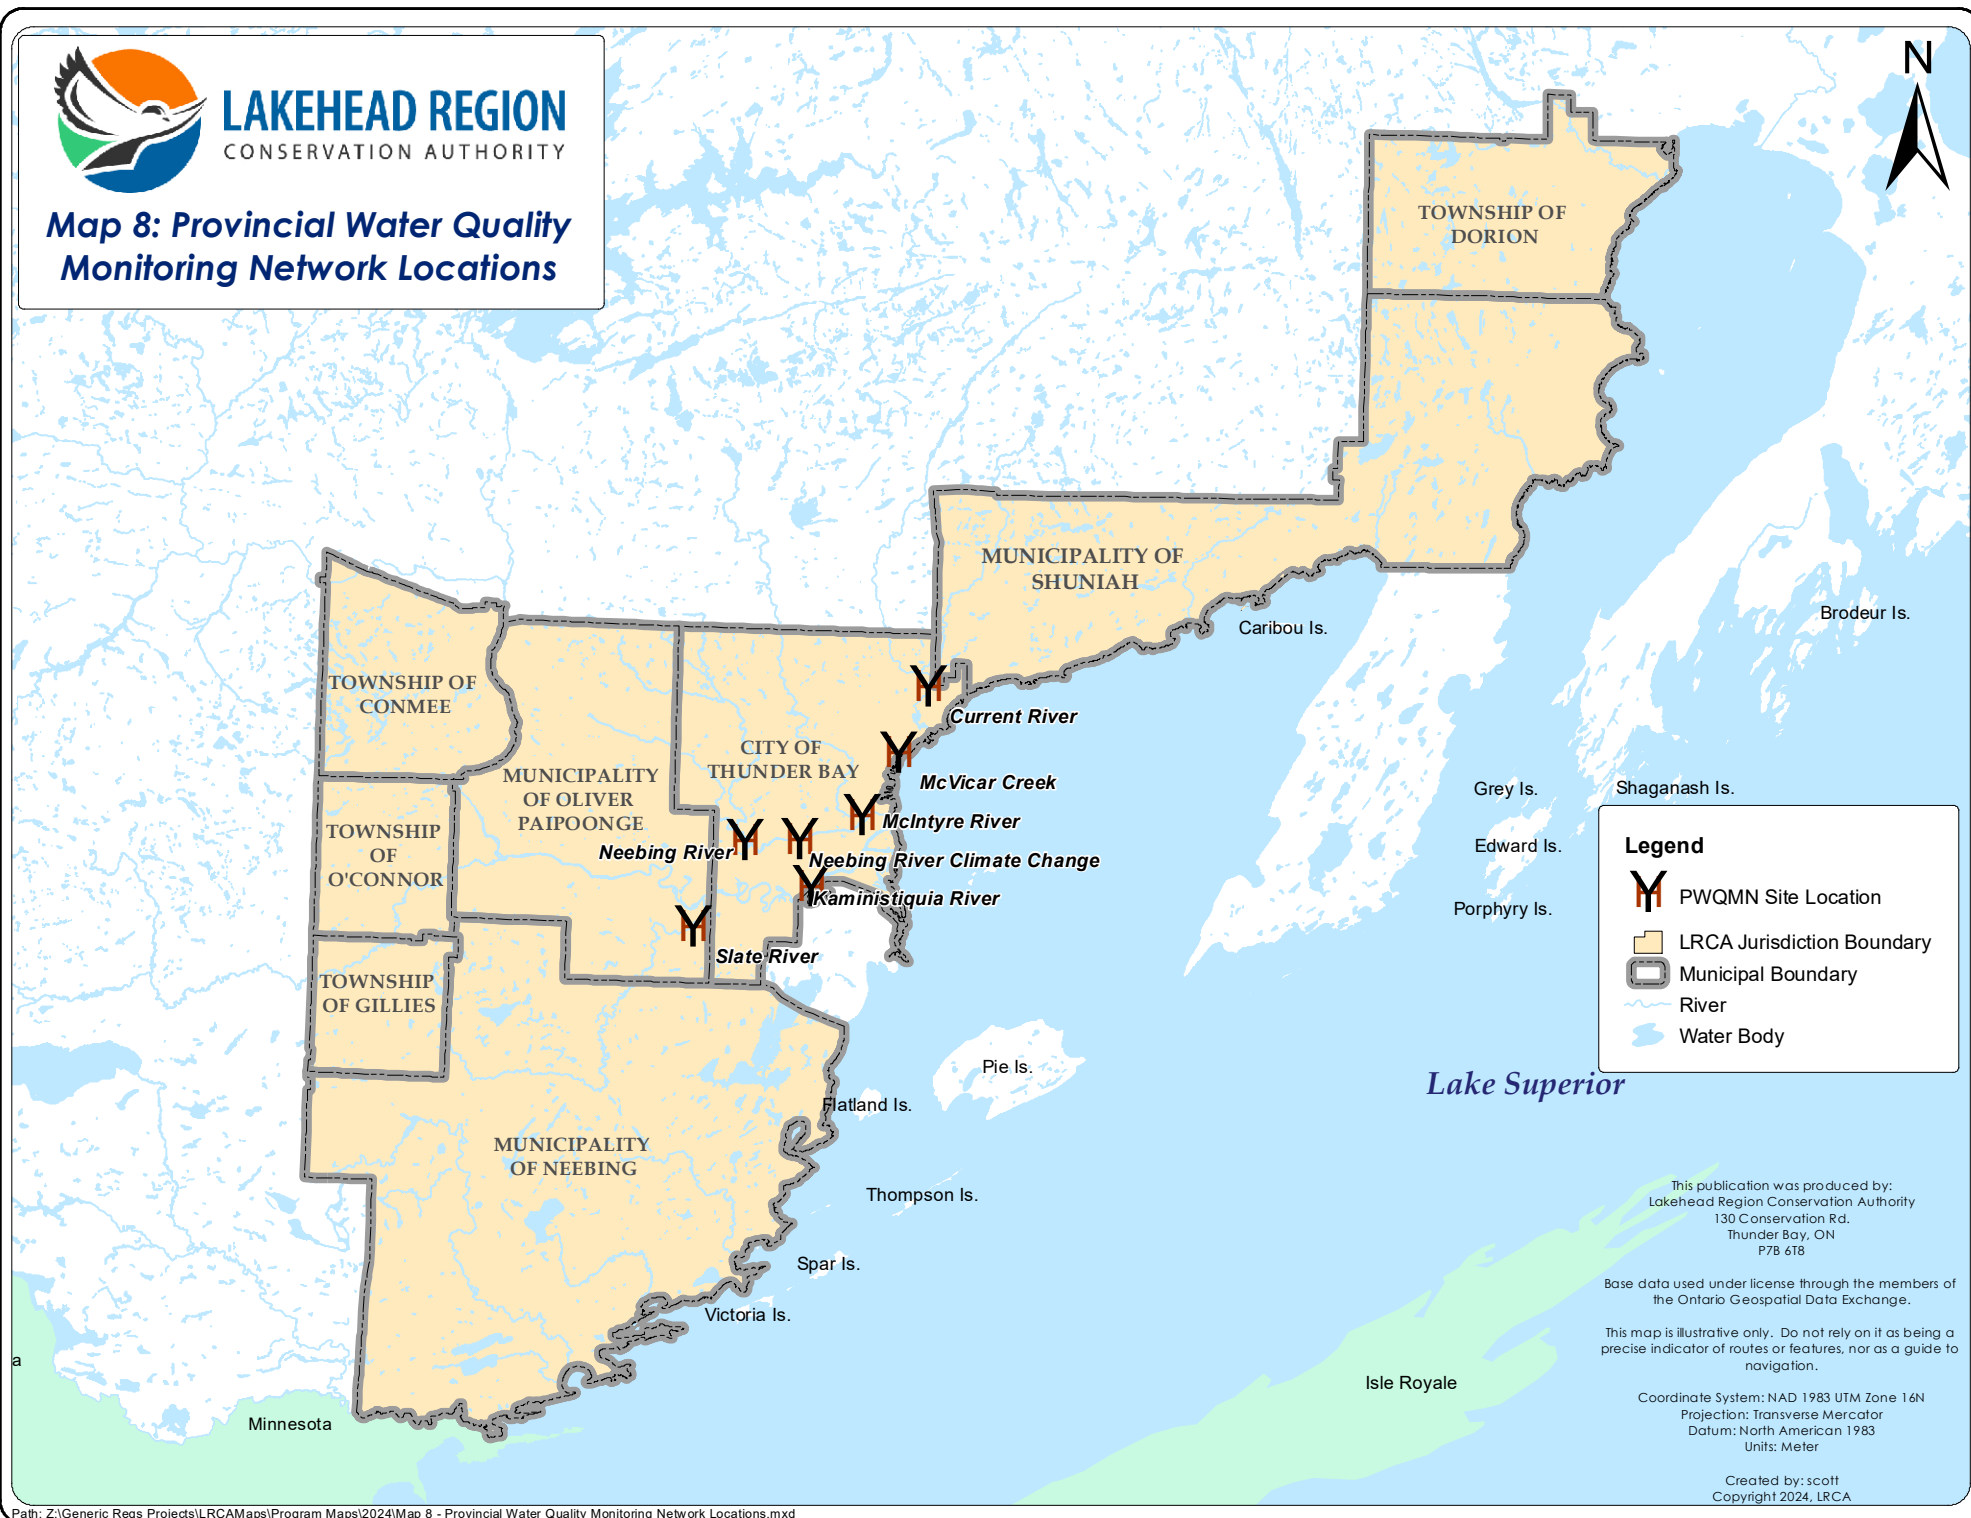 LAKEHEAD REGION
CONSERVATION AUTHORITY
Map 8: Provincial Water Quality
Monitoring Network Locations
N
TOWNSHIP OF
DORION
MUNICIPALITY OF
SHUNIAH
Caribou Is.
Brodeur Is.
TOWNSHIP OF
CONMEE
Current River
CITY OF
THUNDER BAY
MUNICIPALITY
OF OLIVER
PAIPOONGE
McVicar Creek
McIntyre River
Grey Is.
Shaganash Is.
TOWNSHIP
OF
O'CONNOR
Neebing River
Neebing River Climate Change
Edward Is.
Kaministiquia River
Porphyry Is.
Slate River
TOWNSHIP
OF GILLIES
Legend
PWQMN Site Location
LRCA Jurisdiction Boundary
Municipal Boundary
River
Water Body
Pie Is.
Lake Superior
Flatland Is.
MUNICIPALITY
OF NEEBING
Thompson Is.
Spar Is.
Victoria Is.
a
Minnesota
Isle Royale
This publication was produced by:
Lakehead Region Conservation Authority
130 Conservation Rd.
Thunder Bay, ON
P7B 6T8
Base data used under license through the members of
the Ontario Geospatial Data Exchange.
This map is illustrative only. Do not rely on it as being a
precise indicator of routes or features, nor as a guide to
navigation.
Coordinate System: NAD 1983 UTM Zone 16N
Projection: Transverse Mercator
Datum: North American 1983
Units: Meter
Created by: scott
Copyright 2024, LRCA
Path: Z:\Generic Regs Projects\LRCAMaps\Program Maps\2024\Map 8 - Provincial Water Quality Monitoring Network Locations.mxd